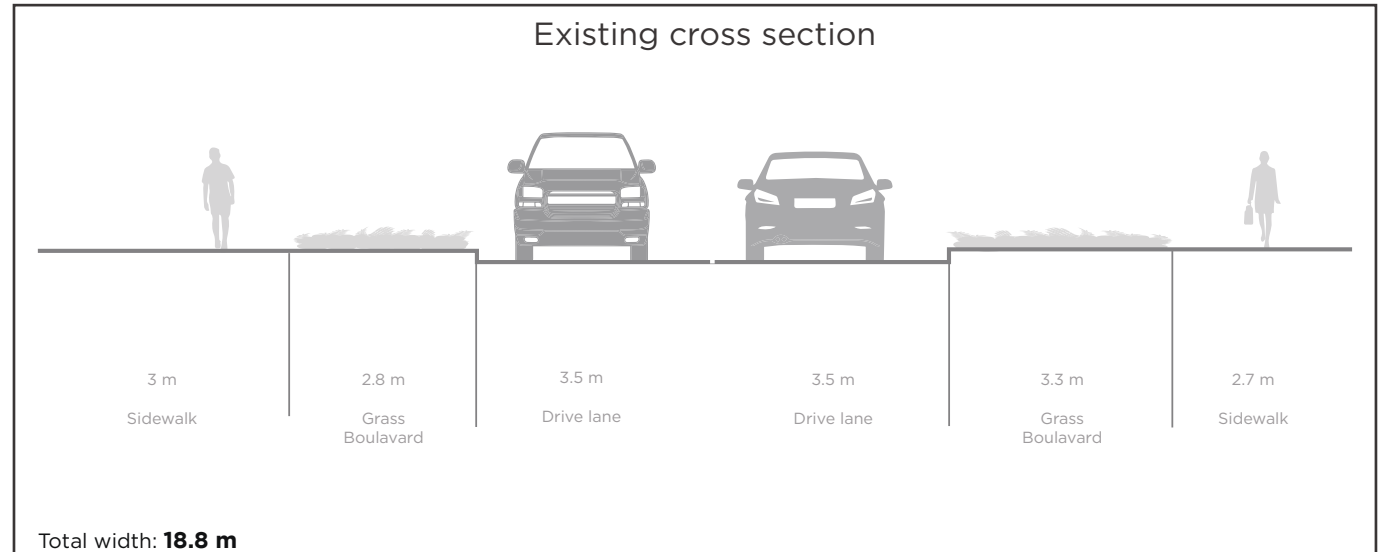 Existing cross section
3 m
Sidewalk
2.8 m
Grass
Boulavard
3.5 m
Drive lane
3.5 m
Drive lane
3.3 m
Grass
Boulavard
2.7 m
Sidewalk
Total width: 18.8 m